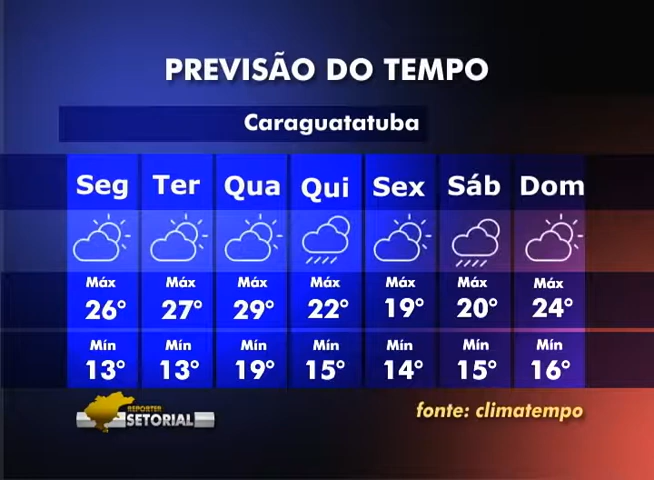 PREVISÃO DO TEMPO
Caraguatatuba
Seg Ter Qua Qui Sex Sáb Dom
Máx Máx Máx Máx Máx Máx Máx
26° 27° 29° 22° 19° 20° 24°
Mín Mín Mín Mín Mín Mín Mín
13° 13° 19° 15° 14° 15° 16°
REPORTER
SETORIAL
fonte: climatempo